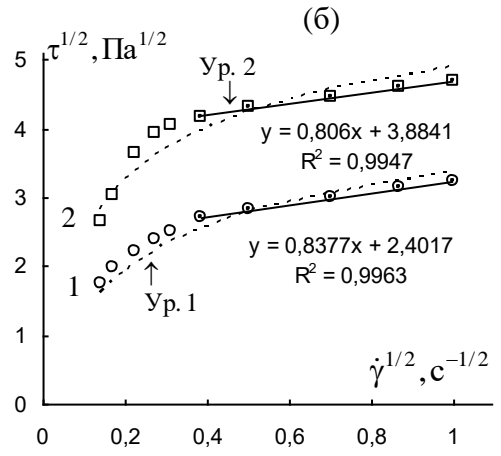 (б)
τ^1/2, Па^1/2
5
Ур. 2
4
y = 0,806x + 3,8841
R² = 0,9947
3
2
y = 0,8377x + 2,4017
R² = 0,9963
2
1
Ур. 1
1
γ̇^1/2, с^−1/2
0
0 0,2 0,4 0,6 0,8 1